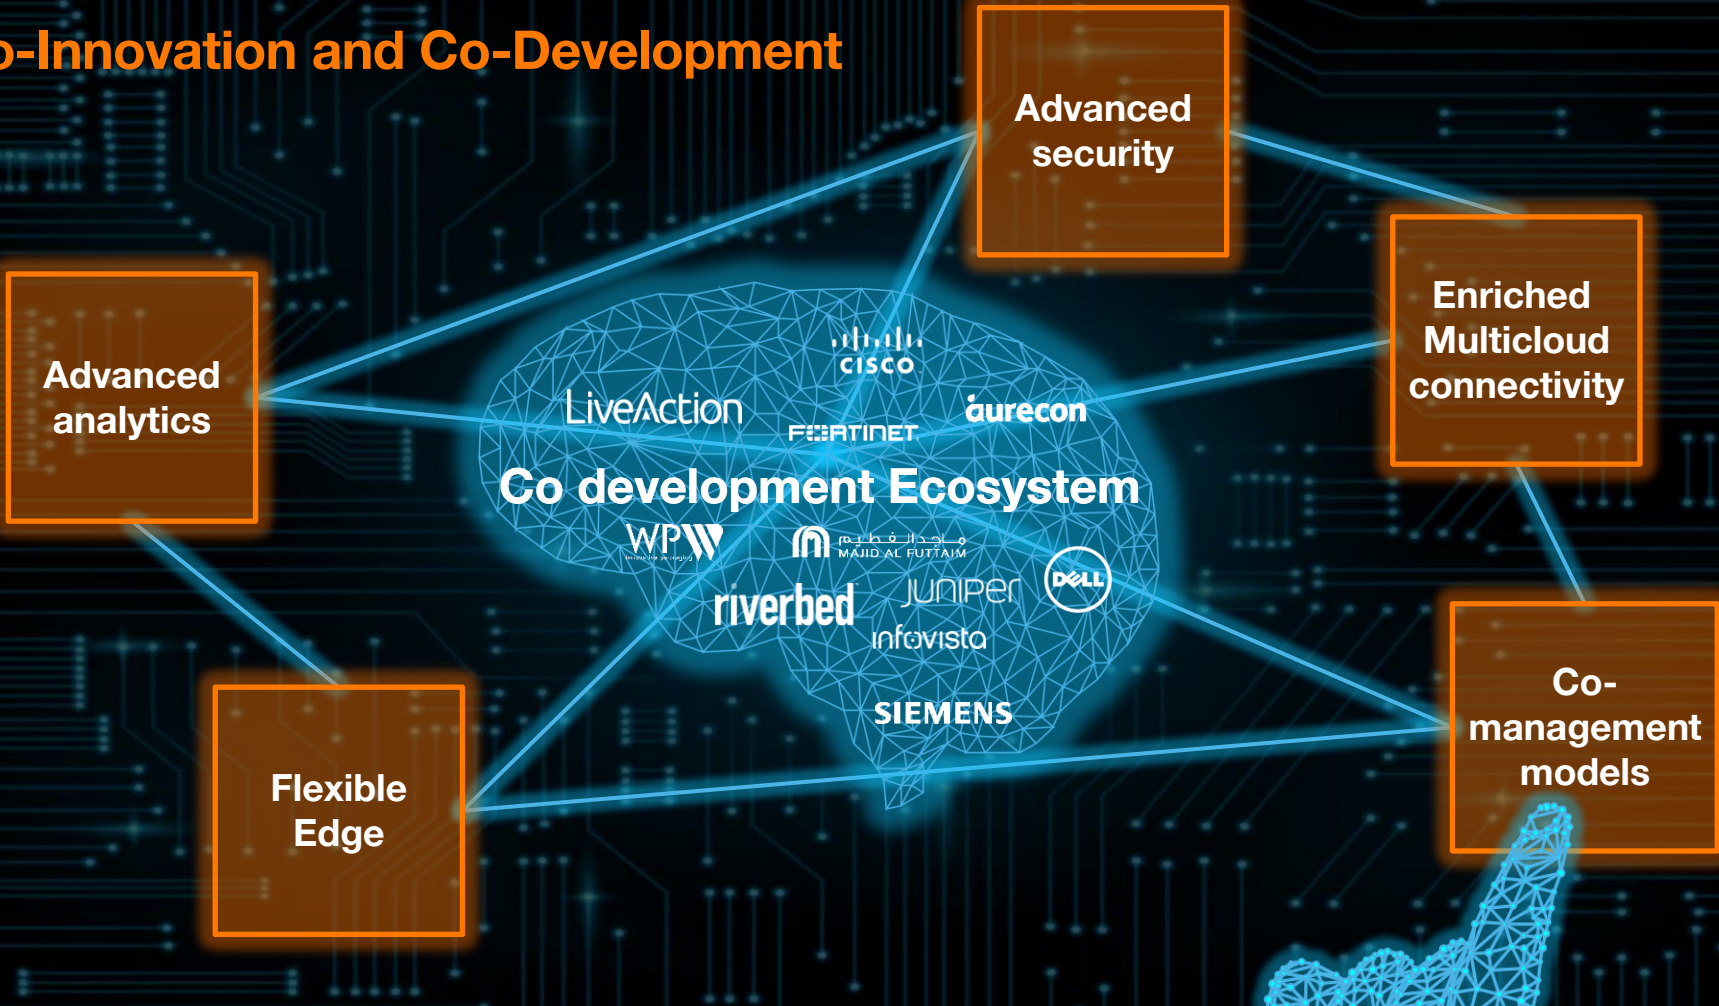 o-Innovation and Co-Development
Advanced
security
Enriched
Multicloud
connectivity
Advanced
analytics
CISCO
LiveAction
aurecon
FORTINET
Co development Ecosystem
WPW
ماجد الفطيم
MAJID AL FUTTAIM
DELL
JUNIPER
riverbed
infovista
SIEMENS
Co-
management
models
Flexible
Edge